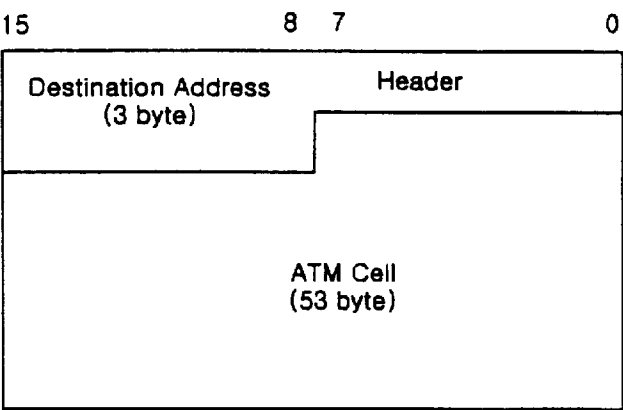 15 8 7 0
Destination Address Header
(3 byte)
ATM Cell
(53 byte)